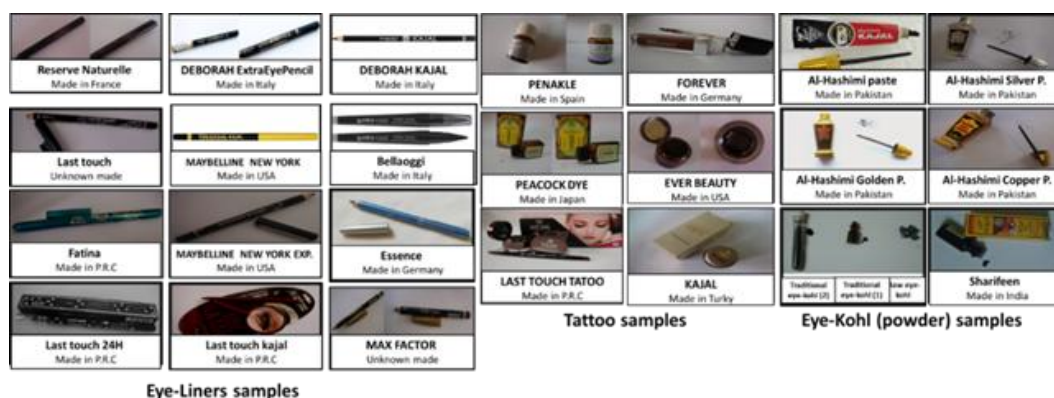 Reserve Naturelle
Made in France
DEBORAH ExtraEyePencil
Made in Italy
DEBORAH KAJAL
Made in Italy
Last touch
Unknown made
MAYBELLINE NEW YORK
Made in USA
Bellaoggi
Made in Italy
Fatina
Made in P.R.C
MAYBELLINE NEW YORK EXP.
Made in USA
Essence
Made in Germany
Last touch 24H
Made in P.R.C
Last touch kajal
Made in P.R.C
MAX FACTOR
Unknown made
Eye-Liners samples
PENAKLE
Made in Spain
FOREVER
Made in Germany
PEACOCK DYE
Made in Japan
EVER BEAUTY
Made in USA
LAST TOUCH TATOO
Made in P.R.C
KAJAL
Made in Turky
Tattoo samples
KAJAL
Al-Hashimi paste
Made in Pakistan
Al-Hashimi Silver P.
Made in Pakistan
Al-Hashimi Golden P.
Made in Pakistan
Al-Hashimi Copper P.
Made in Pakistan
Traditional
eye-kohl (2)
Traditional
eye-kohl (1)
kohl
Sharifeen
Made in India
Eye-Kohl (powder) samples